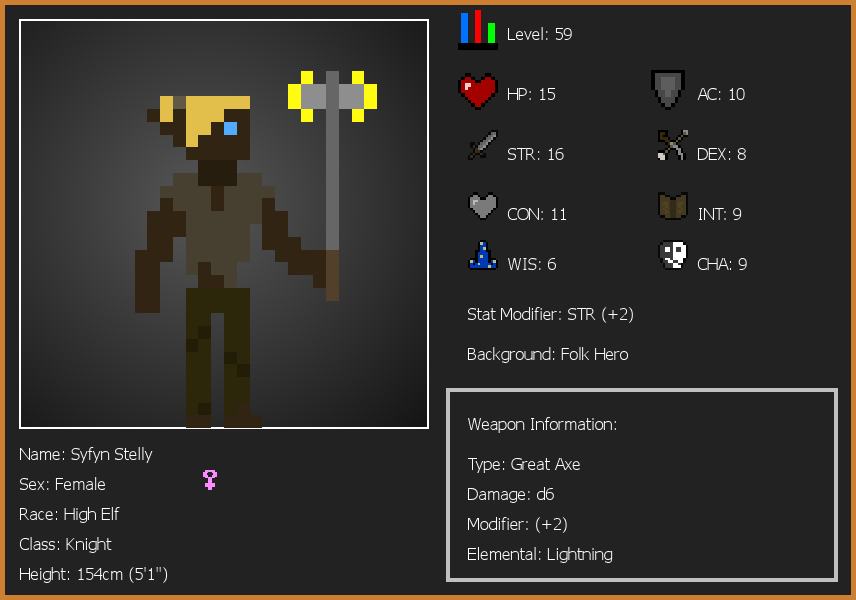 Level: 59
HP: 15
AC: 10
STR: 16
DEX: 8
CON: 11
INT: 9
WIS: 6
CHA: 9
Stat Modifier: STR (+2)
Background: Folk Hero
Weapon Information:
Type: Great Axe
Damage: d6
Modifier: (+2)
Elemental: Lightning
Name: Syfyn Stelly
Sex: Female
Race: High Elf
Class: Knight
Height: 154cm (5'1")